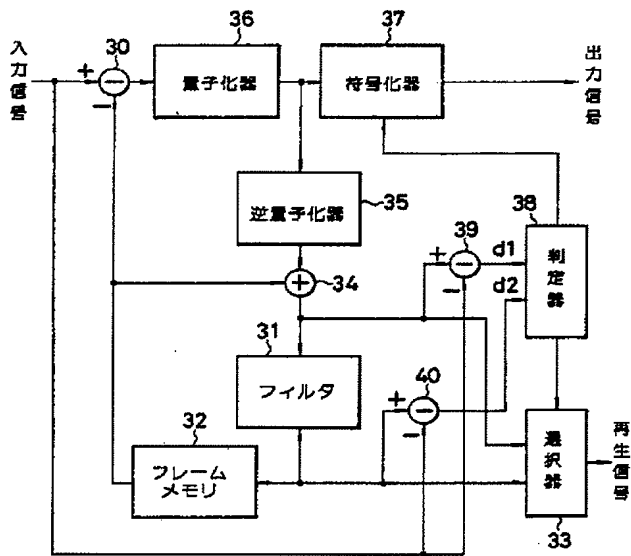 36
37
入力信号
30
+
−
−
量子化器
符号化器
出力信号
逆量子化器
35
38
39
+
−
−
d1
判定器
+
34
d2
31
フィルタ
40
+
−
−
32
フレーム
メモリ
選択器
再生信号
33